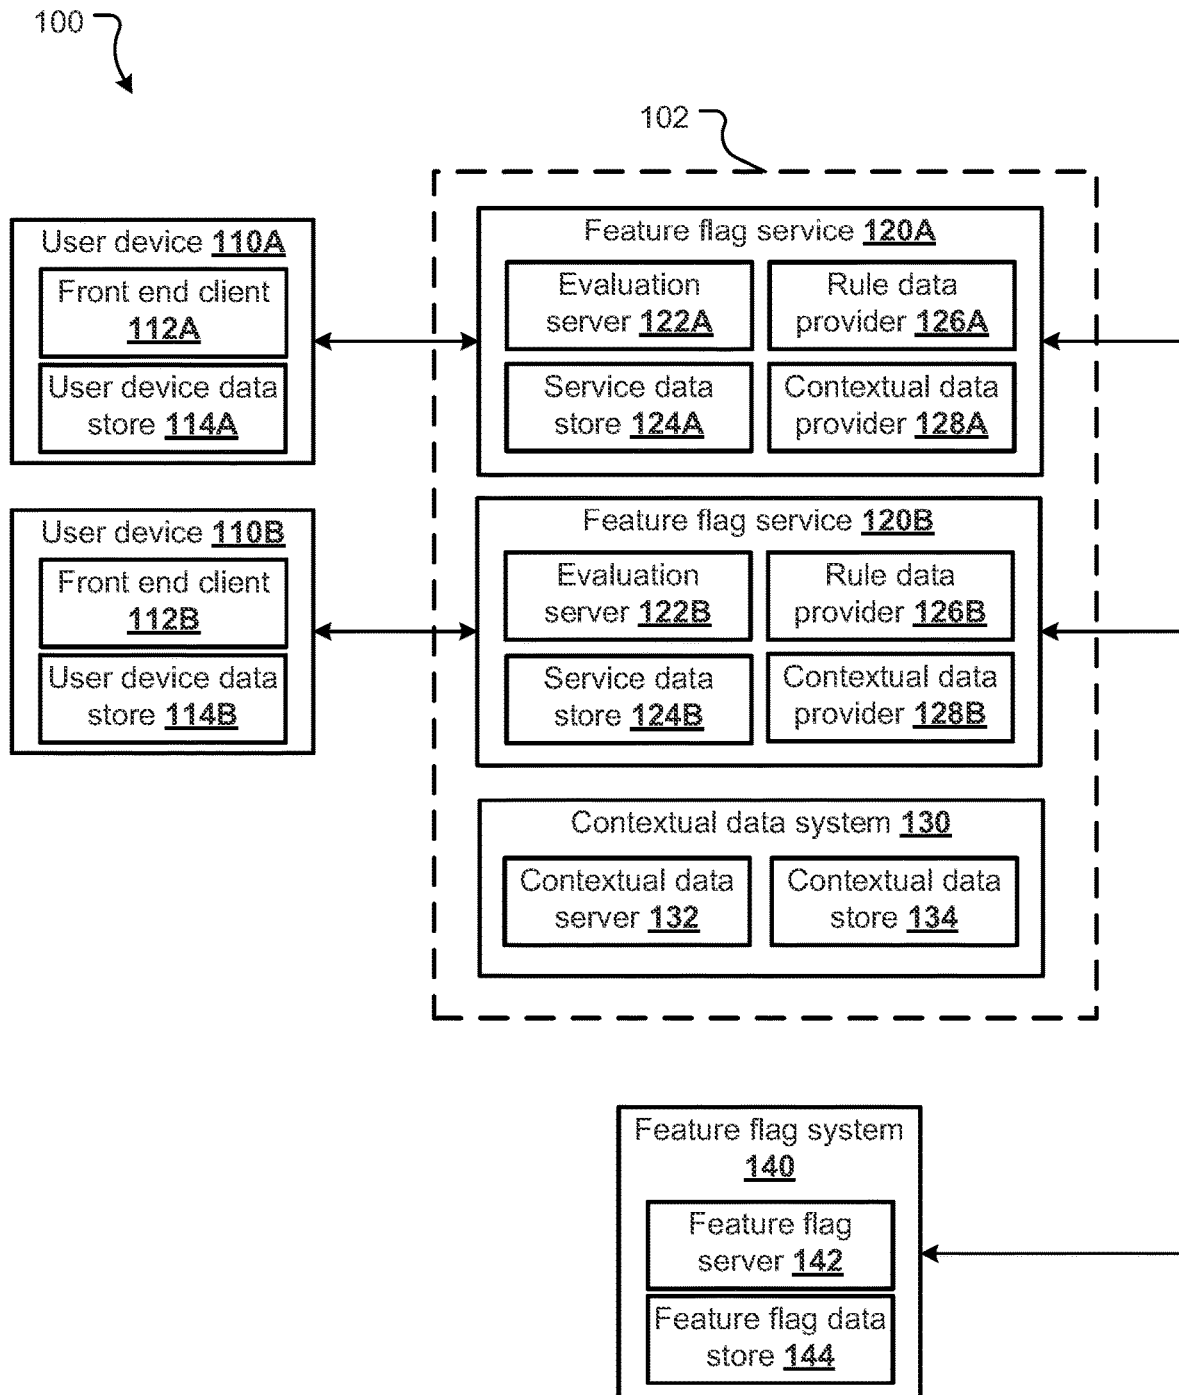 100
102
User device 110A
Front end client
112A
User device data
store 114A
User device 110B
Front end client
112B
User device data
store 114B
Feature flag service 120A
Evaluation
server 122A
Rule data
provider 126A
Service data
store 124A
Contextual data
provider 128A
Feature flag service 120B
Evaluation
server 122B
Rule data
provider 126B
Service data
store 124B
Contextual data
provider 128B
Contextual data system 130
Contextual data
server 132
Contextual data
store 134
Feature flag system
140
Feature flag
server 142
Feature flag data
store 144